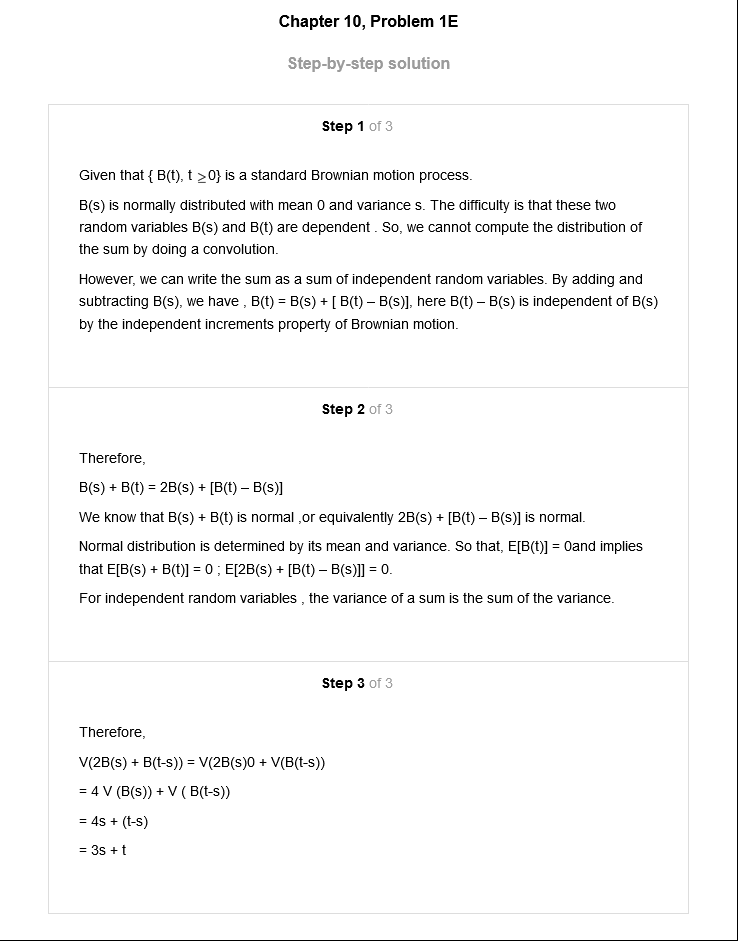 Chapter 10, Problem 1E
Step-by-step solution
Step 1 of 3
Given that { B(t), t ≥0} is a standard Brownian motion process.
B(s) is normally distributed with mean 0 and variance s. The difficulty is that these two
random variables B(s) and B(t) are dependent . So, we cannot compute the distribution of
the sum by doing a convolution.
However, we can write the sum as a sum of independent random variables. By adding and
subtracting B(s), we have , B(t) = B(s) + [ B(t) – B(s)], here B(t) – B(s) is independent of B(s)
by the independent increments property of Brownian motion.
Step 2 of 3
Therefore,
B(s) + B(t) = 2B(s) + [B(t) – B(s)]
We know that B(s) + B(t) is normal ,or equivalently 2B(s) + [B(t) – B(s)] is normal.
Normal distribution is determined by its mean and variance. So that, E[B(t)] = 0and implies
that E[B(s) + B(t)] = 0 ; E[2B(s) + [B(t) – B(s)]] = 0.
For independent random variables , the variance of a sum is the sum of the variance.
Step 3 of 3
Therefore,
V(2B(s) + B(t-s)) = V(2B(s)0 + V(B(t-s))
= 4 V (B(s)) + V ( B(t-s))
= 4s + (t-s)
= 3s + t